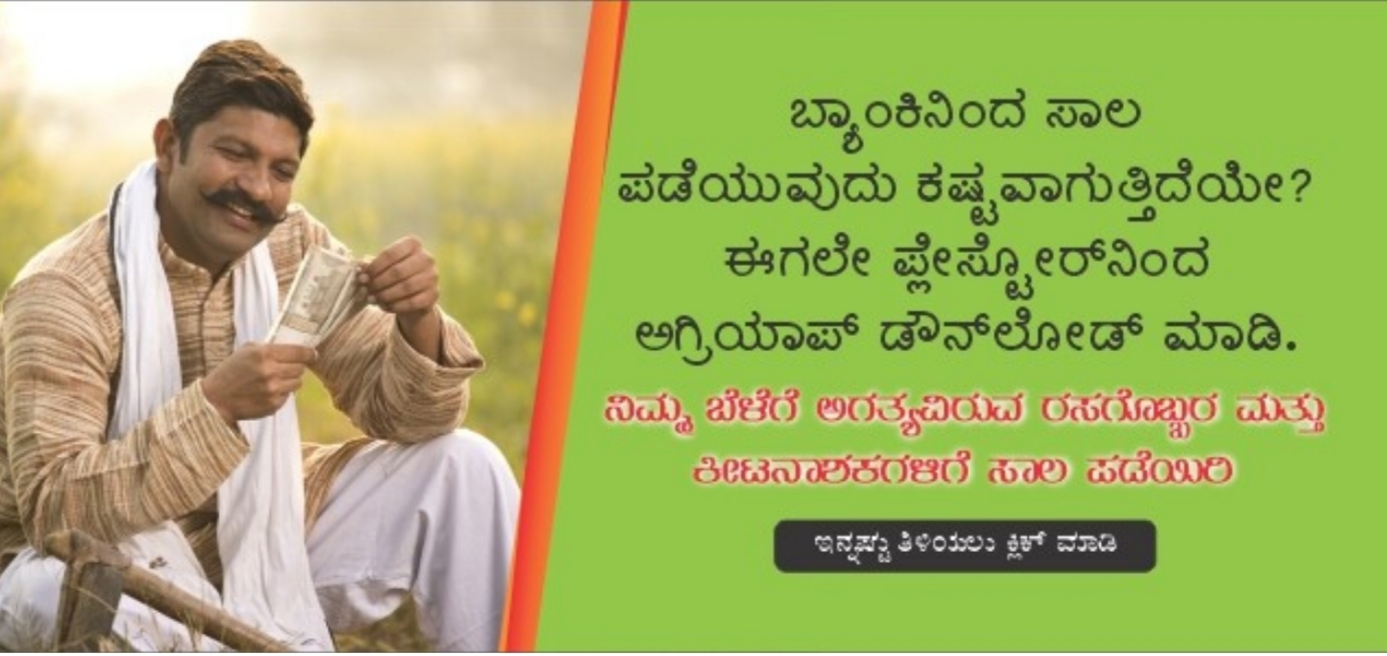 ಬ್ಯಾಂಕಿನಿಂದ ಸಾಲ
ಪಡೆಯುವುದು ಕಷ್ಟವಾಗುತ್ತಿದೆಯೇ?
ಈಗಲೇ ಪ್ಲೇಸ್ಟೋರ್‌ನಿಂದ
ಅಗ್ರಿಯಾಪ್ ಡೌನ್‌ಲೋಡ್ ಮಾಡಿ.
ನಿಮ್ಮ ಬೆಳೆಗೆ ಅಗತ್ಯವಿರುವ ರಸಗೊಬ್ಬರ ಮತ್ತು
ಕೀಟನಾಶಕಗಳಿಗೆ ಸಾಲ ಪಡೆಯಿರಿ
ಇನ್ನಷ್ಟು ತಿಳಿಯಲು ಕ್ಲಿಕ್ ಮಾಡಿ